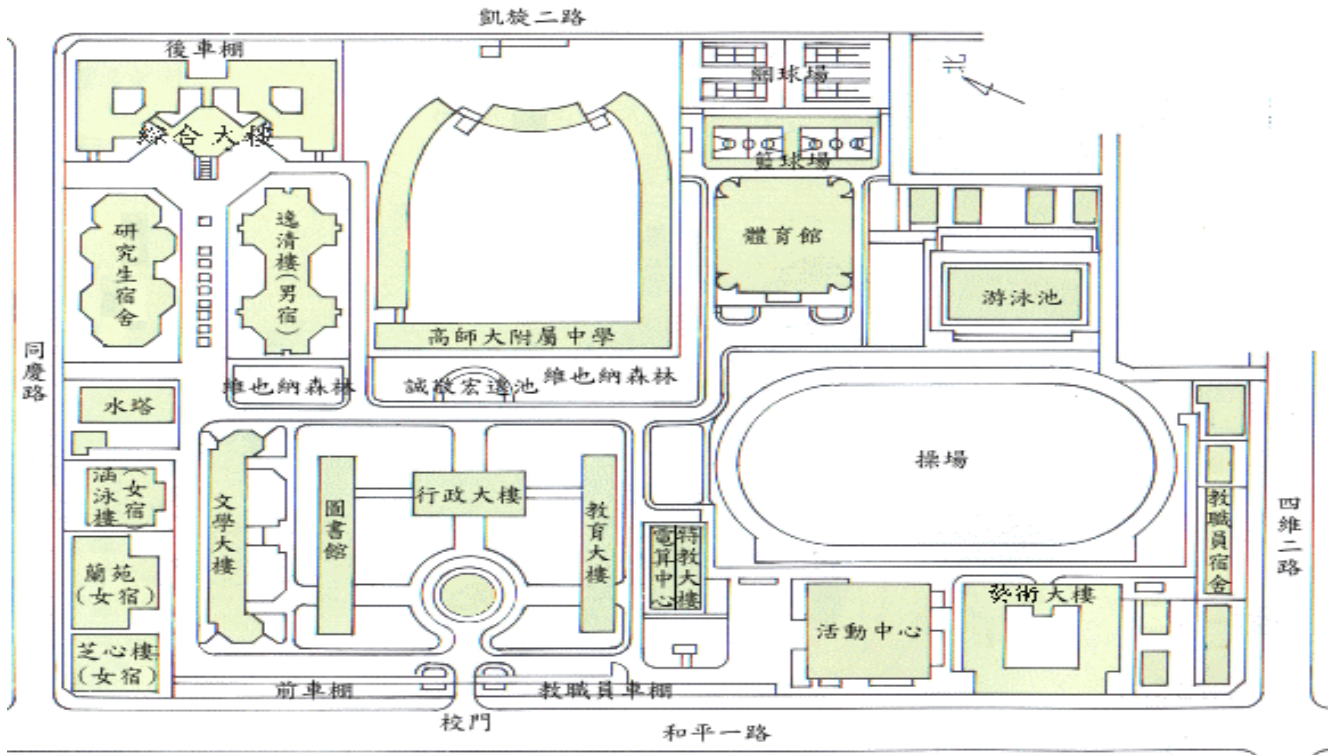 凱旋二路
後車棚
北
網球場
綜合大樓
籃球場
研究生宿舍
逸清樓(男宿)
體育館
游泳池
高師大附屬中學
同慶路
維也納森林
誠敬宏遠池
維也納森林
水塔
操場
涵泳樓
(女宿)
文學大樓
圖書館
行政大樓
教育大樓
電算中心
特教大樓
教職員宿舍
四維二路
蘭苑
(女宿)
藝術大樓
活動中心
芝心樓
(女宿)
前車棚
教職員車棚
校門
和平一路